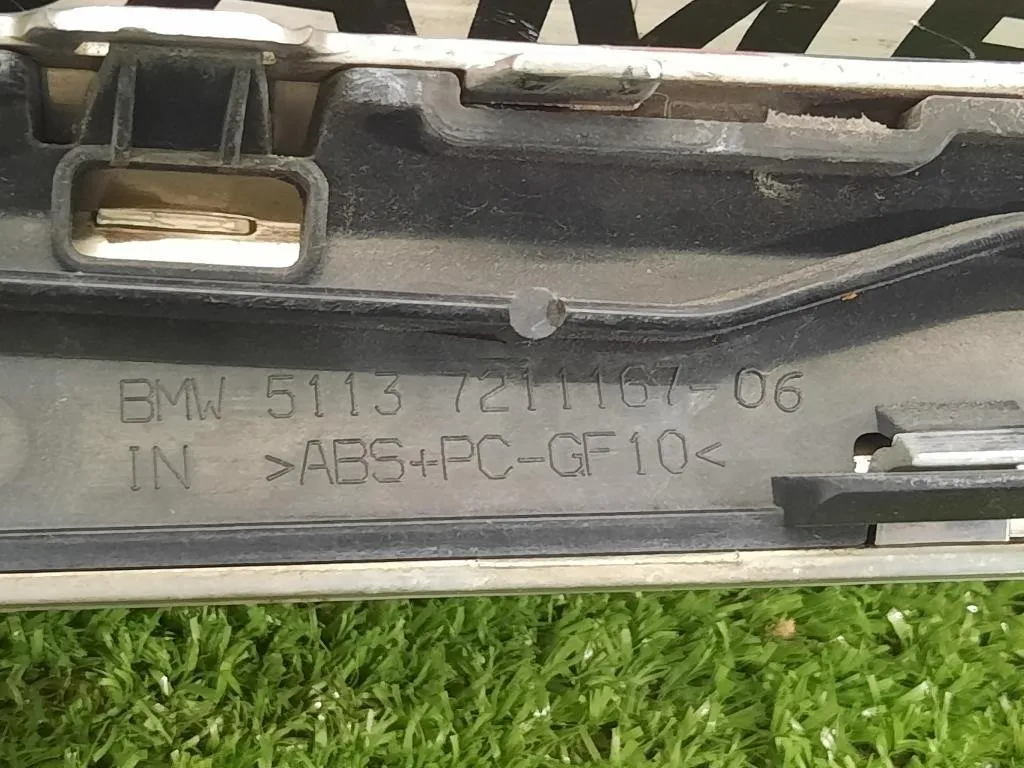 BMW 5113 7211167-06
IN >ABS+PC-GF10<